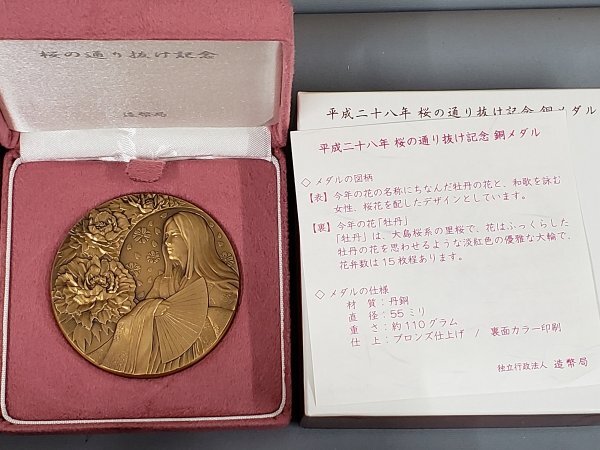 桜の通り抜け記念
造幣局
平成二十八年 桜の通り抜け記念 銅メダル
平成二十八年 桜の通り抜け記念 銅メダル
◇ メダルの図柄
【表】今年の花の名称にちなんだ牡丹の花と、和歌を詠む
女性、桜花を配したデザインとしています。
【裏】今年の花「牡丹」
「牡丹」は、大島桜系の里桜で、花はふっくらした
牡丹の花を思わせるような淡紅色の優雅な大輪で、
花弁数は15枚程あります。
◇ メダルの仕様
材 質：丹銅
直 径：55ミリ
重 さ：約110グラム
仕 上：ブロンズ仕上げ / 裏面カラー印刷
独立行政法人 造幣局